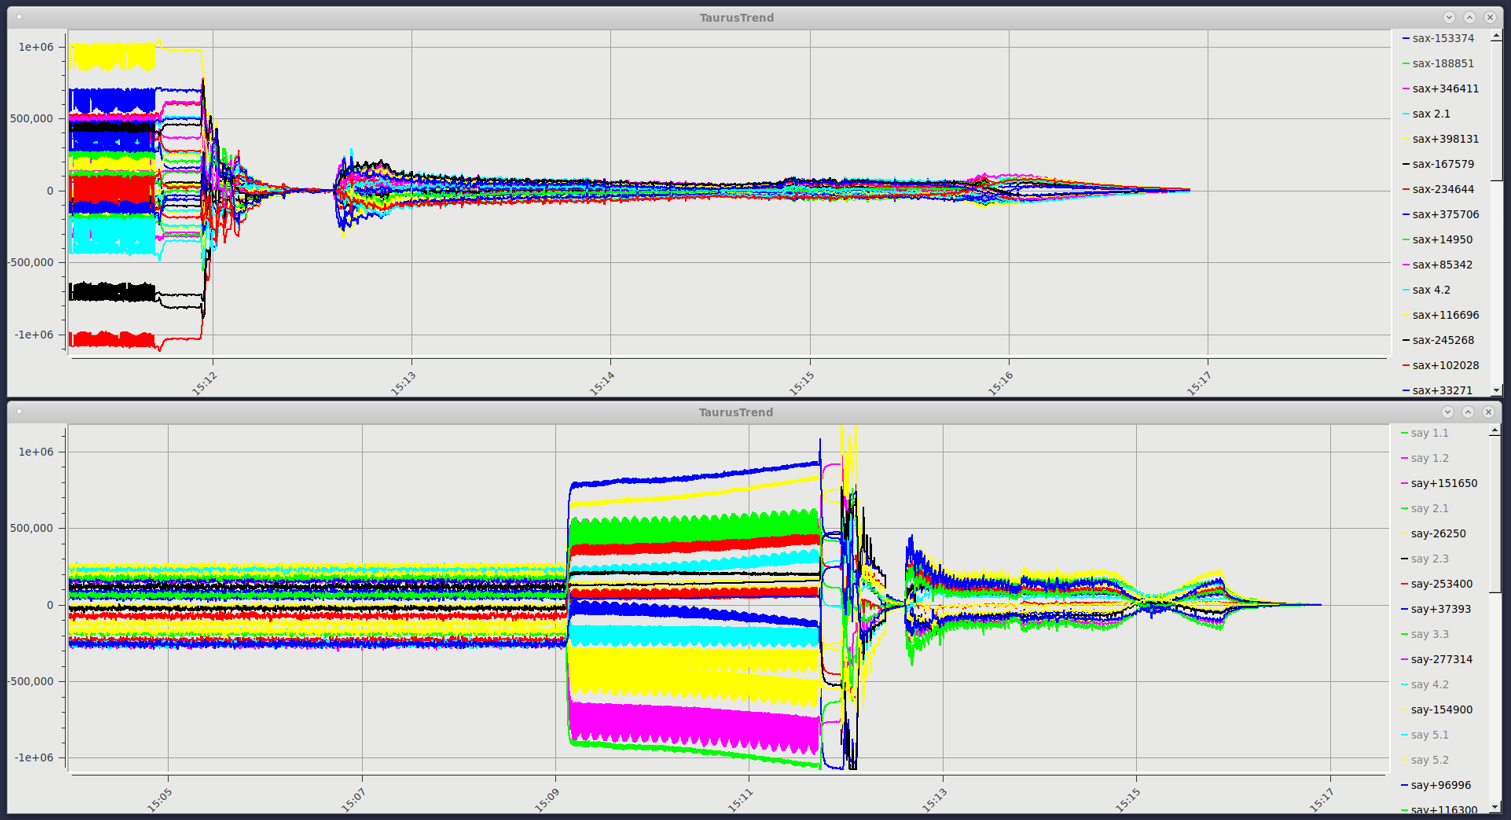 TaurusTrend
1e+06
500,000
0
-500,000
-1e+06
15:12
15:13
15:14
15:15
15:16
15:17
sax-153374
sax-188851
sax+346411
sax 2.1
sax+398131
sax-167579
sax-234644
sax+375706
sax+14950
sax+85342
sax 4.2
sax+116696
sax-245268
sax+102028
sax+33271
TaurusTrend
1e+06
500,000
0
-500,000
-1e+06
15:05
15:07
15:09
15:11
15:13
15:15
15:17
say 1.1
say 1.2
say+151650
say 2.1
say-26250
say 2.3
say-253400
say+37393
say 3.3
say-277314
say 4.2
say-154900
say 5.1
say 5.2
say+96996
say+116300